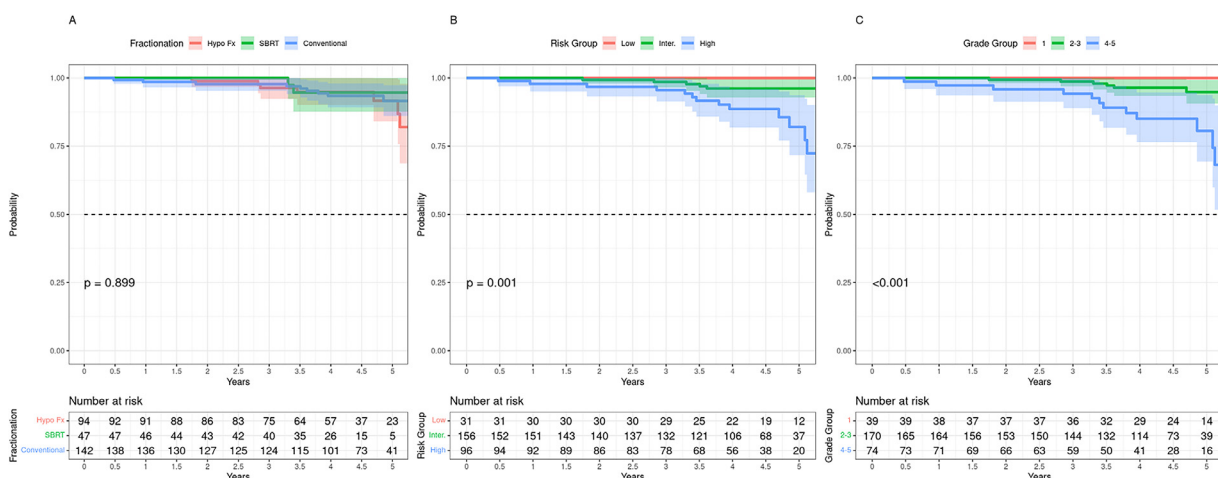 A
Fractionation Hypo Fx SBRT Conventional
1.00
0.75
0.50
0.25
0.00
Probability
p = 0.899
0 0.5 1 1.5 2 2.5 3 3.5 4 4.5 5
Years
Number at risk
Fractionation
Hypo Fx 94 92 91 88 86 83 75 64 57 37 23
SBRT 47 47 46 44 43 42 40 35 26 15 5
Conventional 142 138 136 130 127 125 124 115 101 73 41
0 0.5 1 1.5 2 2.5 3 3.5 4 4.5 5
Years
B
Risk Group Low Inter. High
1.00
0.75
0.50
0.25
0.00
Probability
p = 0.001
0 0.5 1 1.5 2 2.5 3 3.5 4 4.5 5
Years
Number at risk
Risk Group
Low 31 31 30 30 30 30 29 25 22 19 12
Inter. 156 152 151 143 140 137 132 121 106 68 37
High 96 94 92 89 86 83 78 68 56 38 20
0 0.5 1 1.5 2 2.5 3 3.5 4 4.5 5
Years
C
Grade Group 1 2-3 4-5
1.00
0.75
0.50
0.25
0.00
Probability
<0.001
0 0.5 1 1.5 2 2.5 3 3.5 4 4.5 5
Years
Number at risk
Grade Group
1 39 39 38 37 37 37 36 32 29 24 14
2-3 170 165 164 156 153 150 144 132 114 73 39
4-5 74 73 71 69 66 63 59 50 41 28 16
0 0.5 1 1.5 2 2.5 3 3.5 4 4.5 5
Years